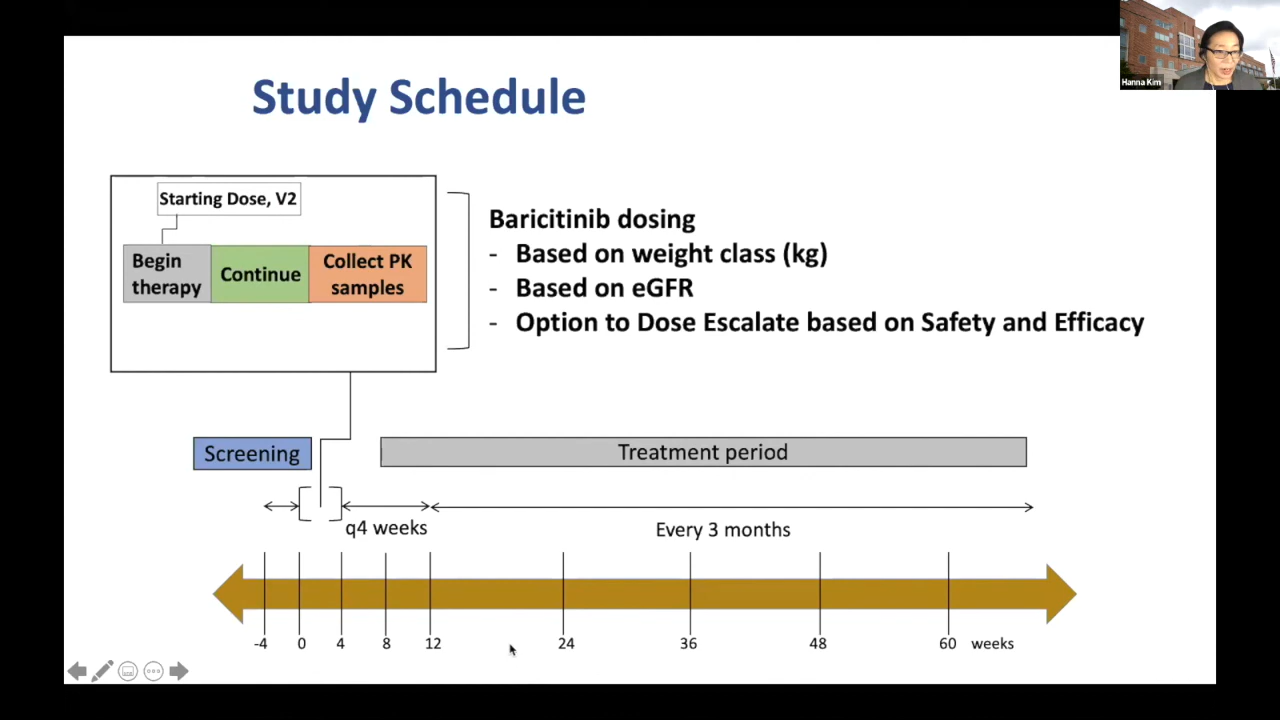 Hanna Kim
Study Schedule
Starting Dose, V2
Begin
therapy
Continue
Collect PK
samples
Baricitinib dosing
- Based on weight class (kg)
- Based on eGFR
- Option to Dose Escalate based on Safety and Efficacy
Screening
Treatment period
q4 weeks
Every 3 months
-4 0 4 8 12 24 36 48 60 weeks